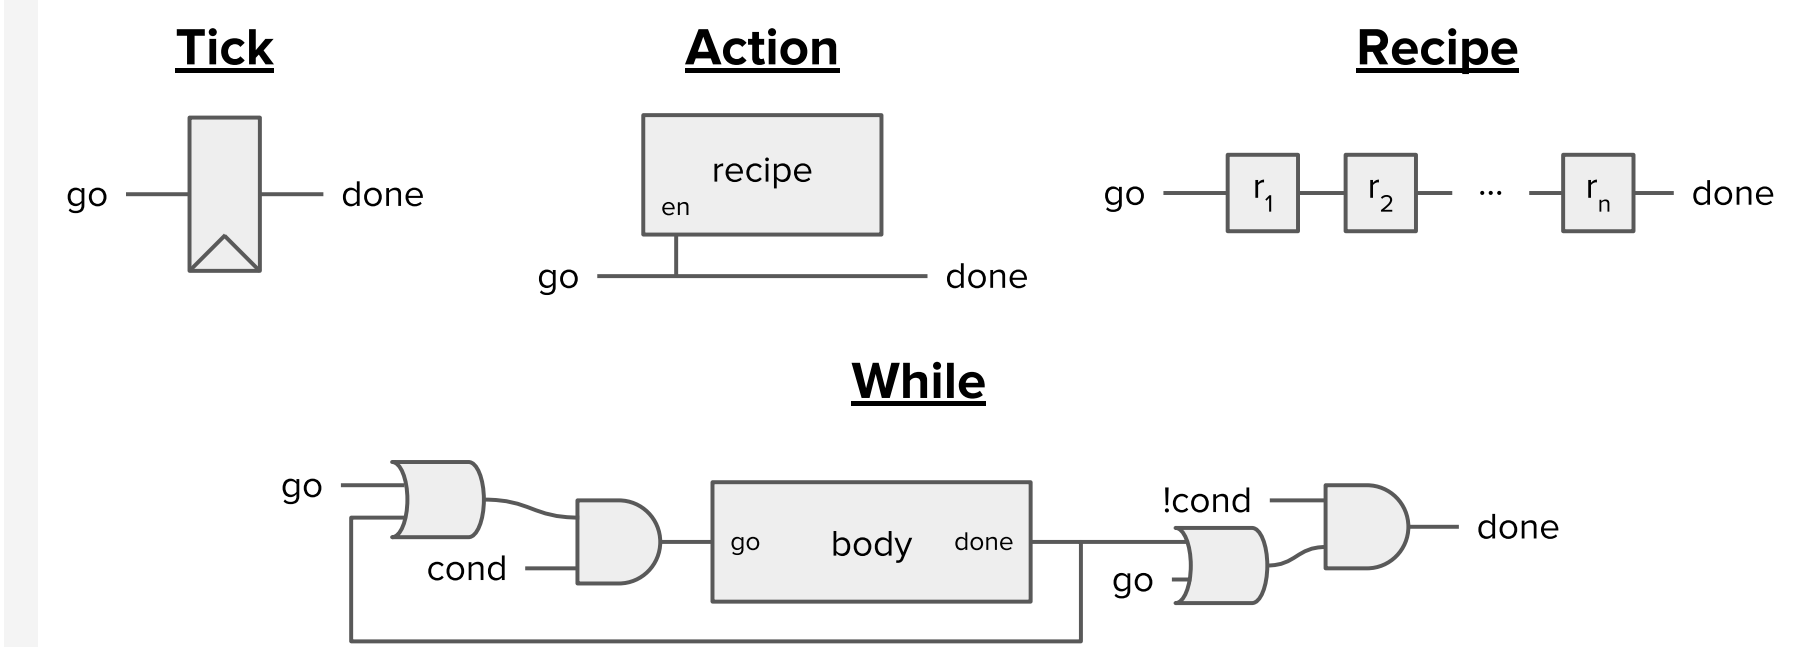 Tick
Action
Recipe
go
done
recipe
en
go
done
go
r1
r2
...
rn
done
While
go
cond
go
body
done
!cond
go
done